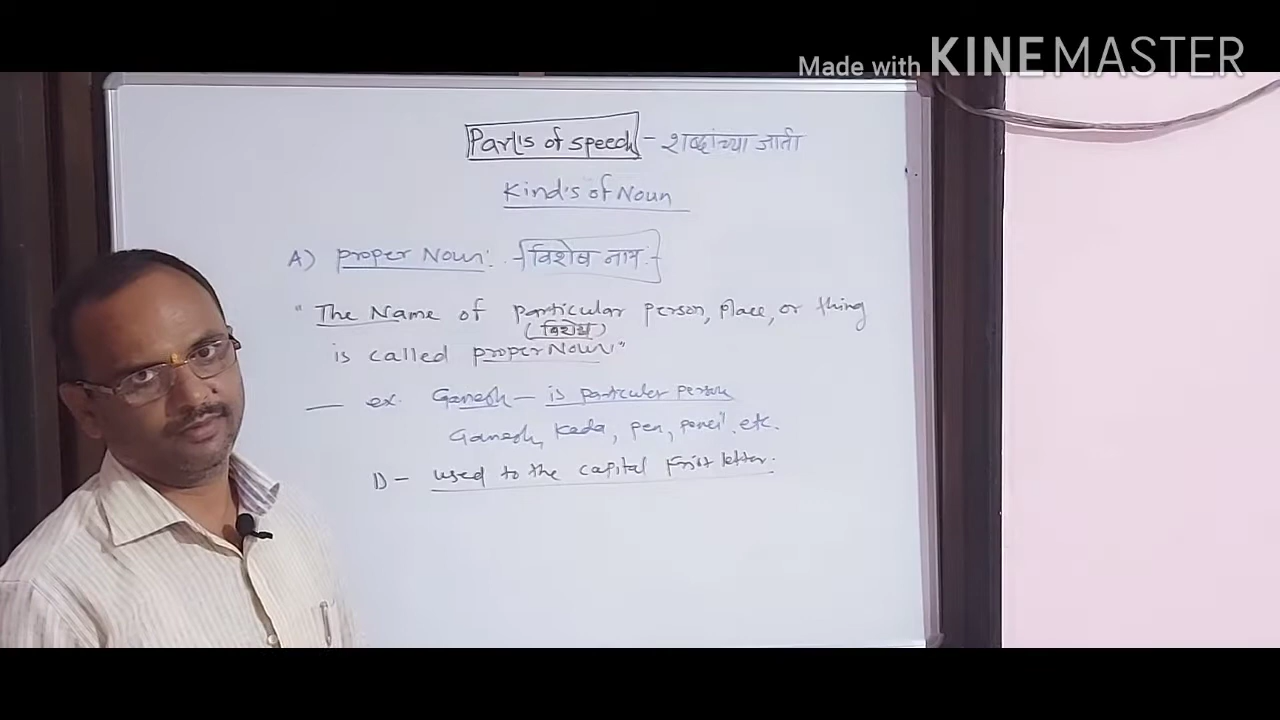 Made with KINEMASTER
Part's of speech - शब्दांच्या जाती
Kind's of Noun
A) proper Noun: - विशेष नाम: -
" The Name of particular person, place, or thing
(विशेष)
is called proper Noun "
— ex. Ganesh — is particular person
Ganesh, Kada, pen, pencil, etc.
1) - used to the capital Frist letter.